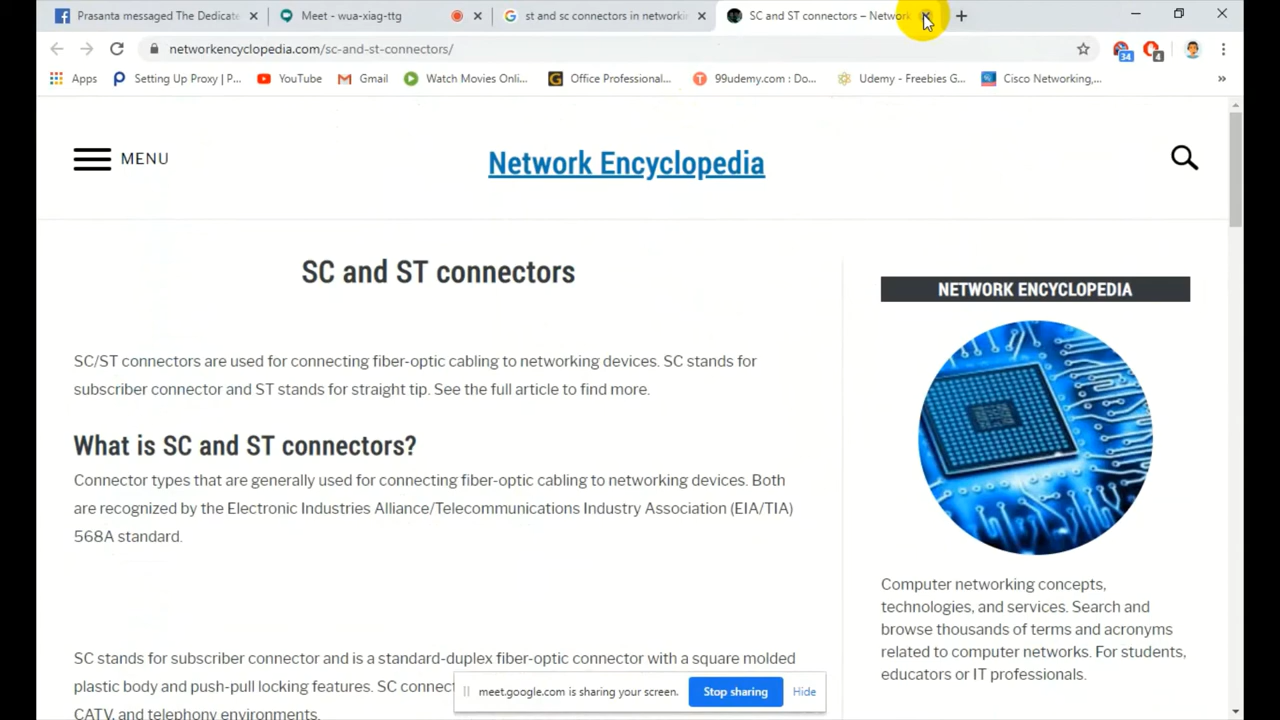 Prasanta messaged The Dedicate
Meet - wua-xiag-ttg
st and sc connectors in networkin
SC and ST connectors – Network
networkencyclopedia.com/sc-and-st-connectors/
34
4
Apps
Setting Up Proxy | P...
YouTube
Gmail
Watch Movies Onli...
Office Professional...
99udemy.com : Do...
Udemy - Freebies G...
Cisco Networking,...
»
MENU
Network Encyclopedia
SC and ST connectors
SC/ST connectors are used for connecting fiber-optic cabling to networking devices. SC stands for
subscriber connector and ST stands for straight tip. See the full article to find more.
What is SC and ST connectors?
Connector types that are generally used for connecting fiber-optic cabling to networking devices. Both
are recognized by the Electronic Industries Alliance/Telecommunications Industry Association (EIA/TIA)
568A standard.
SC stands for subscriber connector and is a standard-duplex fiber-optic connector with a square molded
plastic body and push-pull locking features. SC connect
CATV, and telephony environments.
NETWORK ENCYCLOPEDIA
Computer networking concepts,
technologies, and services. Search and
browse thousands of terms and acronyms
related to computer networks. For students,
educators or IT professionals.
meet.google.com is sharing your screen.
Stop sharing
Hide